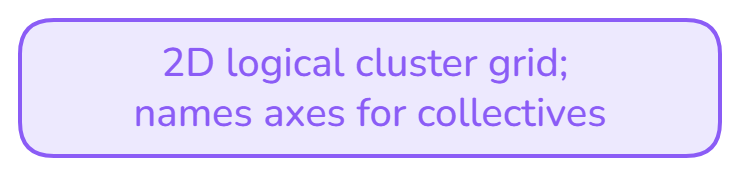 2D logical cluster grid;
names axes for collectives